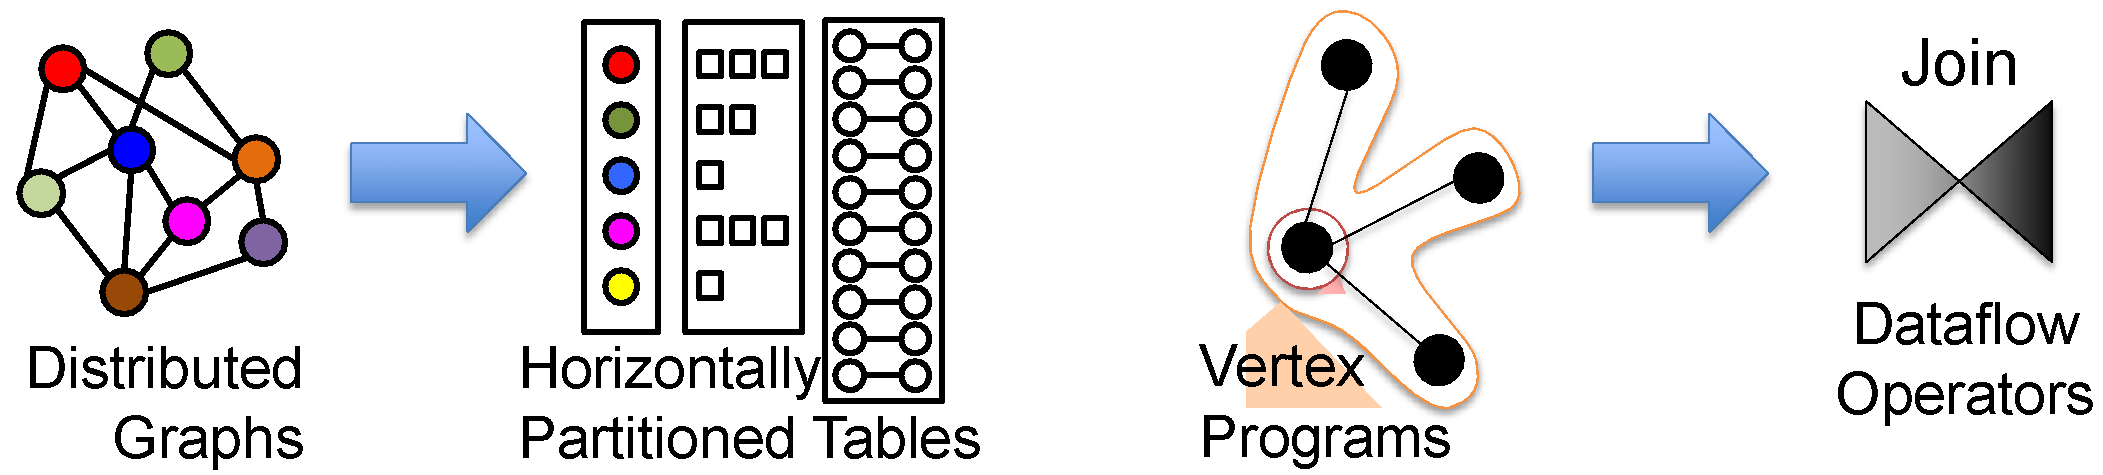 Distributed
Graphs
Horizontally
Partitioned Tables
Vertex
Programs
Join
Dataflow
Operators